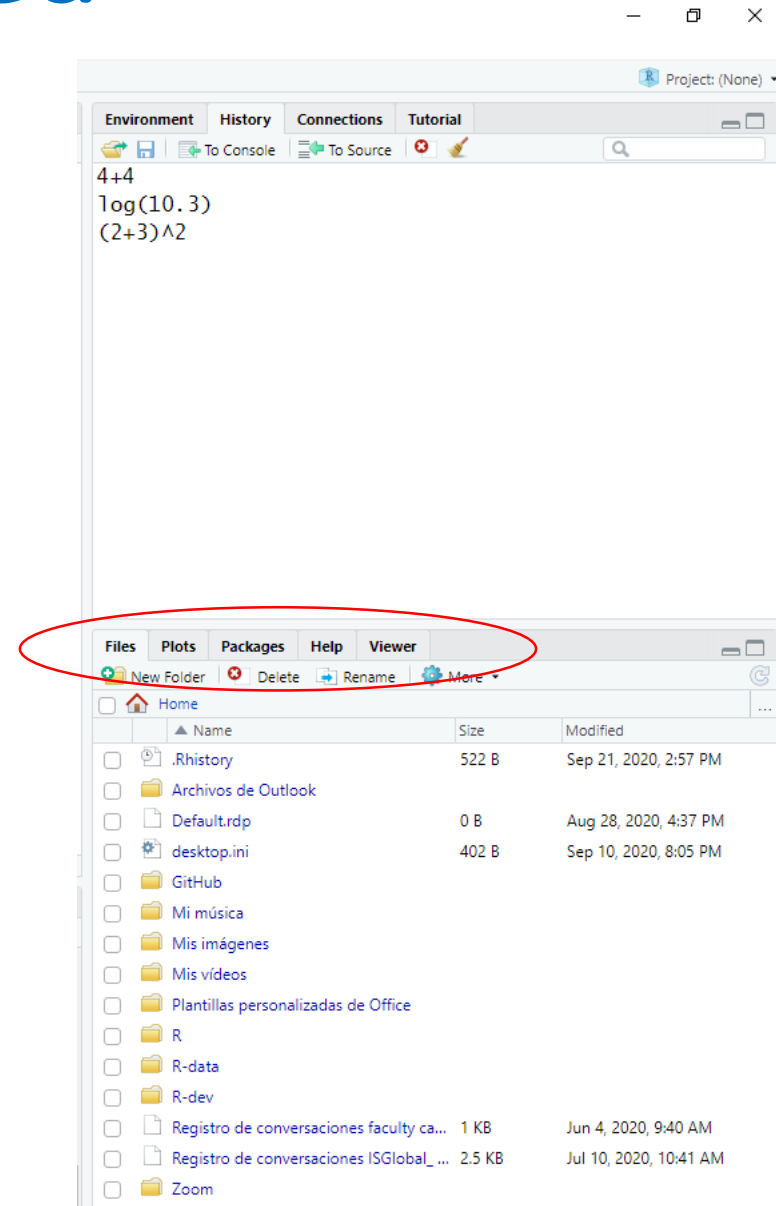 Project: (None)
Environment History Connections Tutorial
To Console To Source
4+4
log(10.3)
(2+3)^2
Files Plots Packages Help Viewer
New Folder Delete Rename More
Home ...
Name Size Modified
.Rhistory 522 B Sep 21, 2020, 2:57 PM
Archivos de Outlook
Default.rdp 0 B Aug 28, 2020, 4:37 PM
desktop.ini 402 B Sep 10, 2020, 8:05 PM
GitHub
Mi música
Mis imágenes
Mis vídeos
Plantillas personalizadas de Office
R
R-data
R-dev
Registro de conversaciones faculty ca... 1 KB Jun 4, 2020, 9:40 AM
Registro de conversaciones ISGlobal_ ... 2.5 KB Jul 10, 2020, 10:41 AM
Zoom